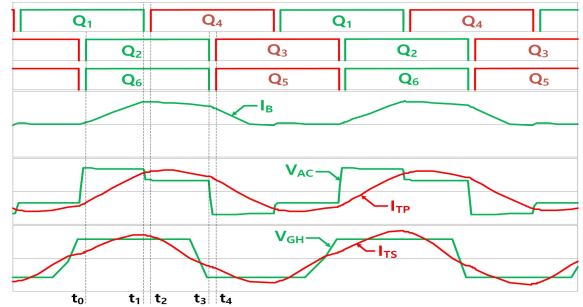 Q1 Q4 Q1 Q4
Q2 Q3 Q2 Q3
Q6 Q5 Q6 Q5
IB
VAC
ITP
VGH
ITS
t0 t1 t2 t3 t4